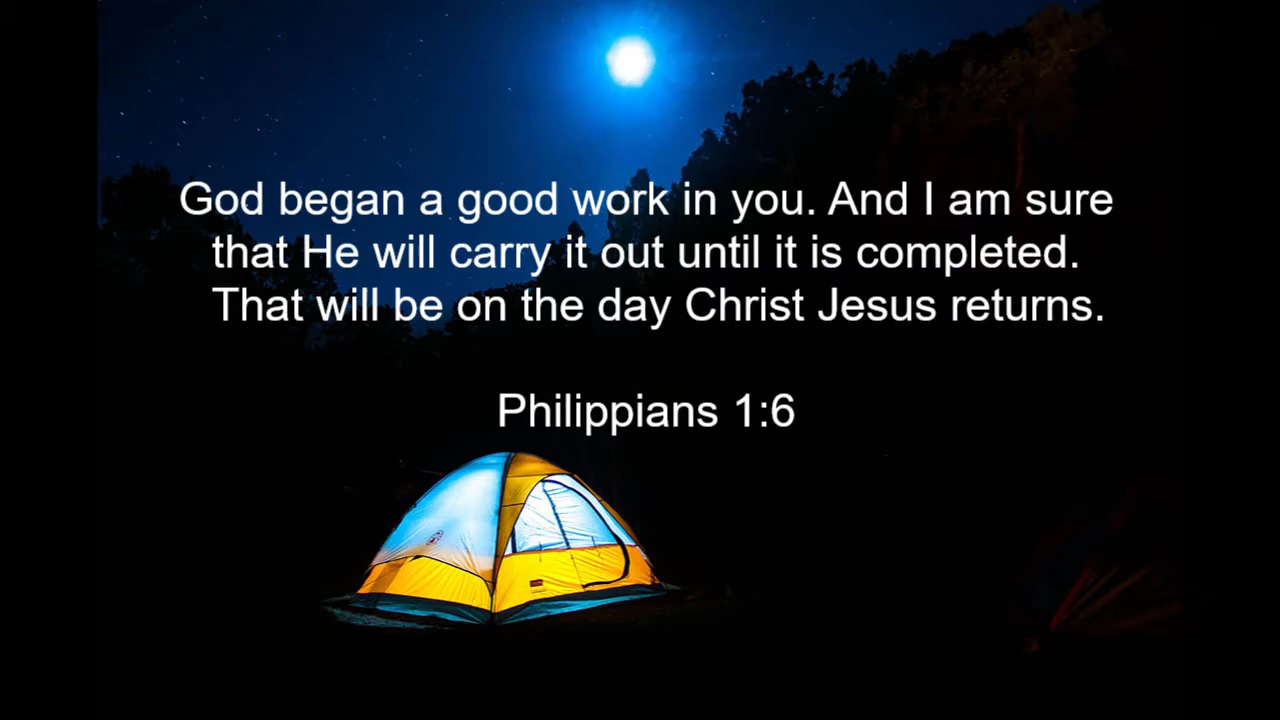 God began a good work in you. And I am sure
that He will carry it out until it is completed.
That will be on the day Christ Jesus returns.
Philippians 1:6